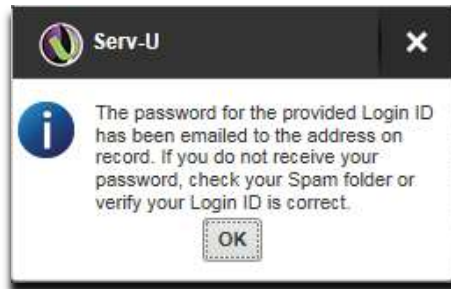 Serv-U
The password for the provided Login ID
has been emailed to the address on
record. If you do not receive your
password, check your Spam folder or
verify your Login ID is correct.
OK